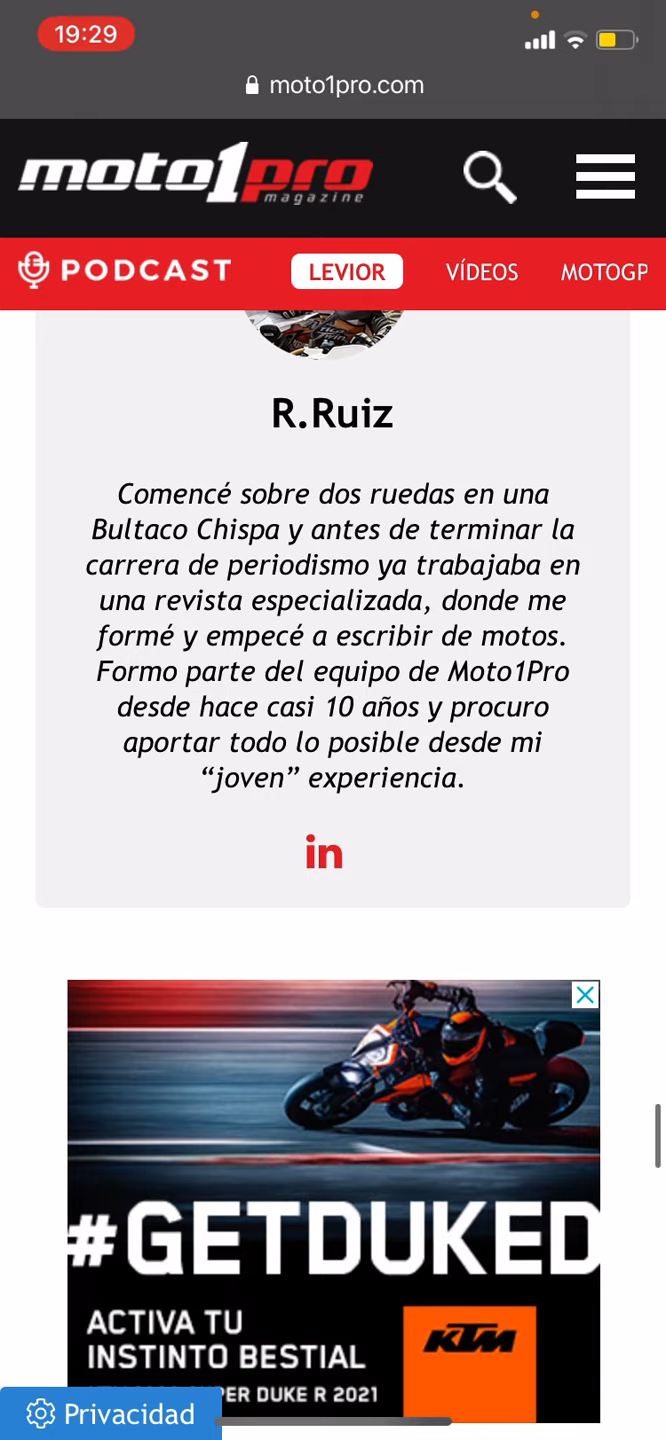 19:29
moto1pro.com
moto1pro
magazine
PODCAST LEVIOR VÍDEOS MOTOGP
R.Ruiz
Comencé sobre dos ruedas en una
Bultaco Chispa y antes de terminar la
carrera de periodismo ya trabajaba en
una revista especializada, donde me
formé y empecé a escribir de motos.
Formo parte del equipo de Moto1Pro
desde hace casi 10 años y procuro
aportar todo lo posible desde mi
“joven” experiencia.
in
#GETDUKED
ACTIVA TU
INSTINTO BESTIAL
KTM
DUKE R 2021
Privacidad